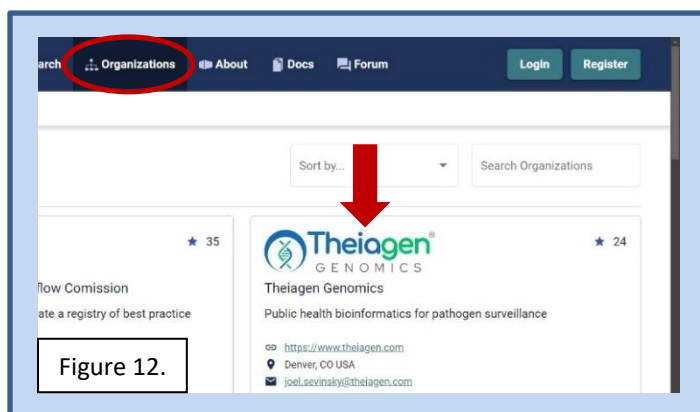 arch Organizations About Docs Forum Login Register
Sort by... Search Organizations
35
flow Comission
ate a registry of best practice
Theiagen®
GENOMICS
24
Theiagen Genomics
Public health bioinformatics for pathogen surveillance
https://www.theiagen.com
Denver, CO USA
joel.sevinsky@theiagen.com
Figure 12.